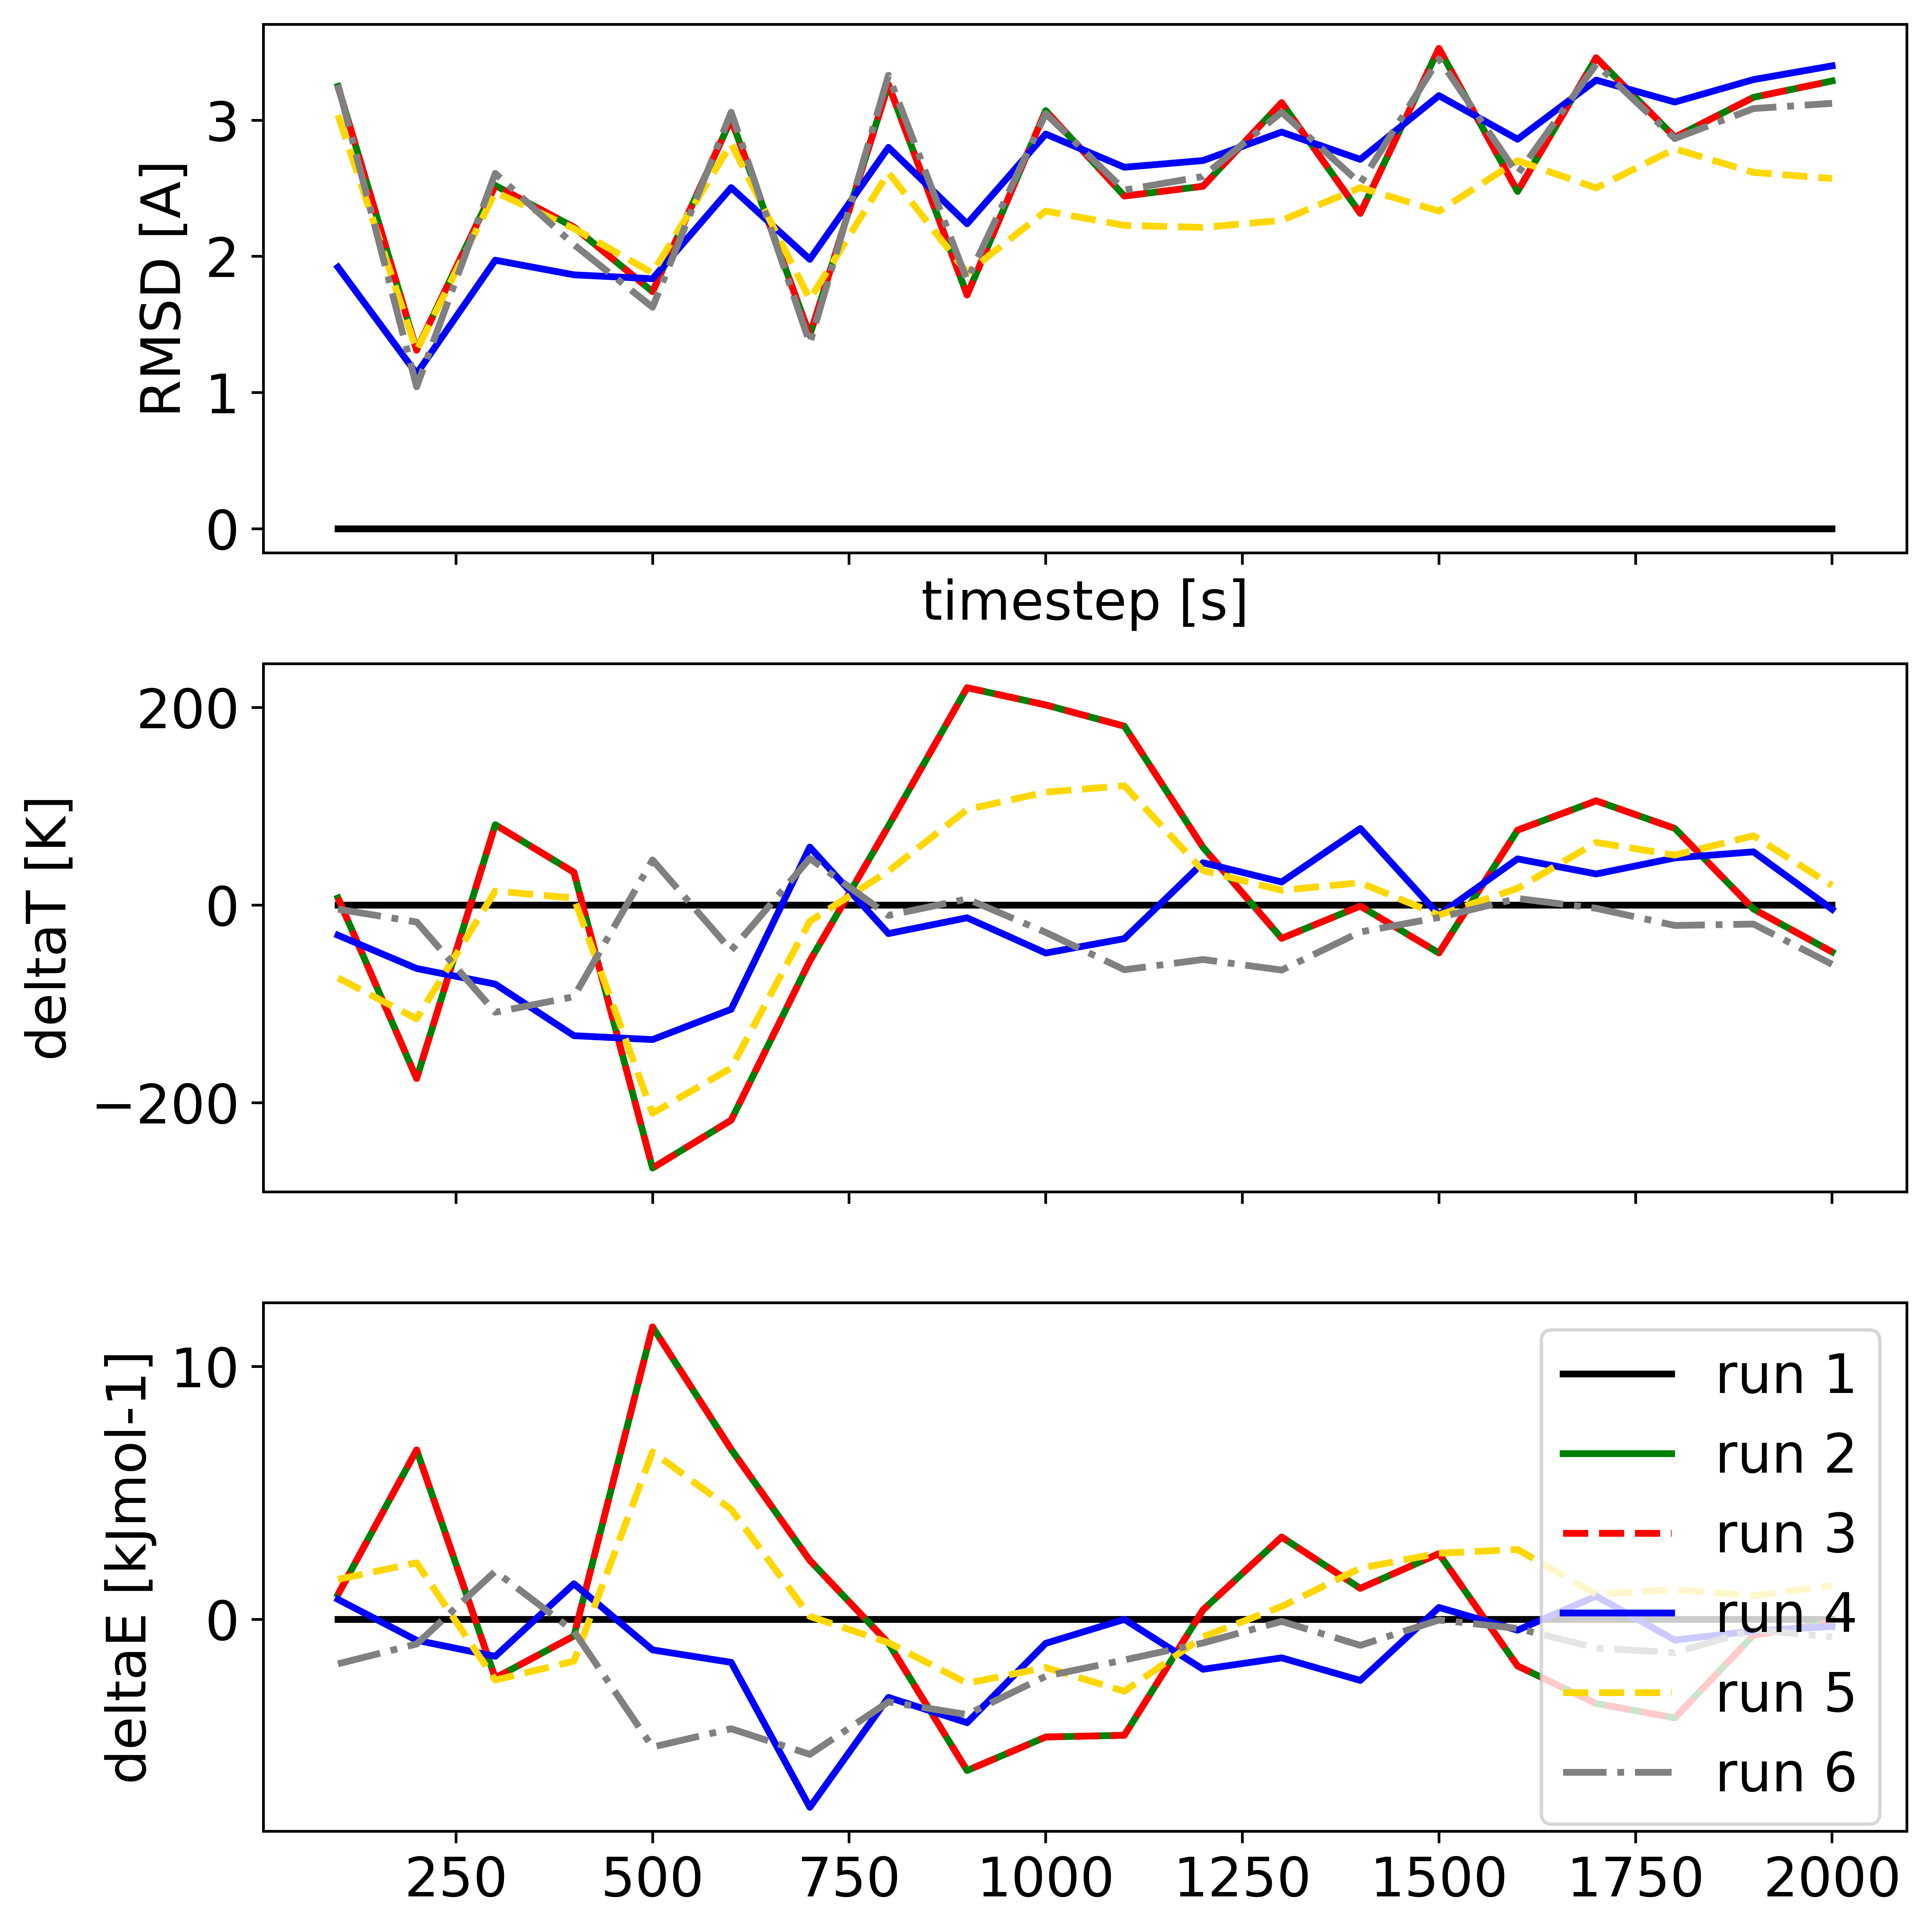 RMSD [A]
3
2
1
0
timestep [s]
deltaT [K]
200
0
−200
deltaE [kJmol-1]
10
0
run 1
run 2
run 3
run 4
run 5
run 6
250 500 750 1000 1250 1500 1750 2000